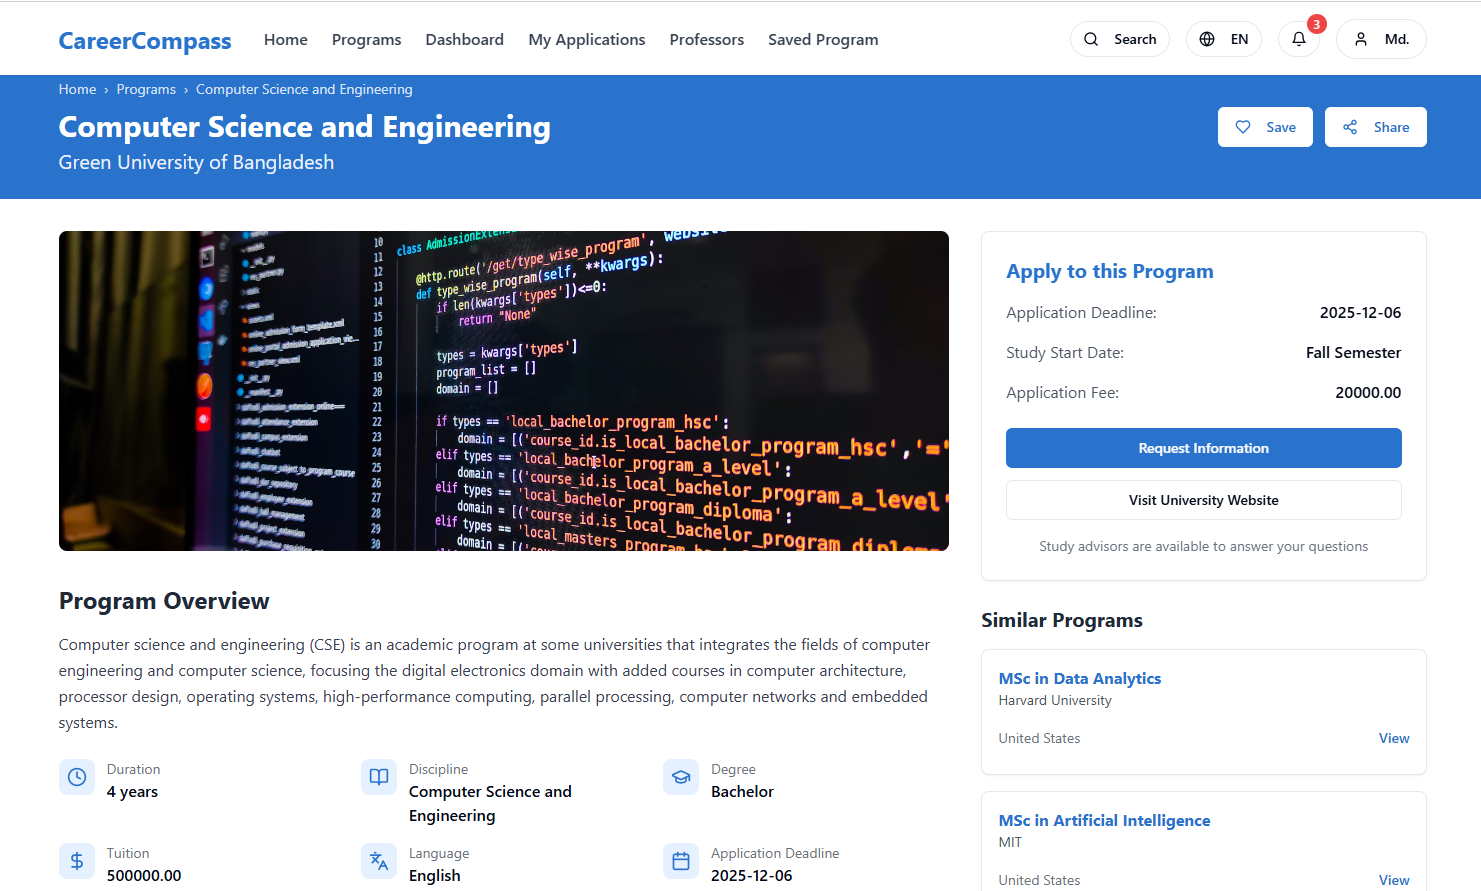 CareerCompass Home Programs Dashboard My Applications Professors Saved Program Search EN 3 Md.
Home › Programs › Computer Science and Engineering
Computer Science and Engineering
Green University of Bangladesh
Save Share
10
11 class AdmissionExten
12 @http.route('/get/type_wise_program', websit
13 def type_wise_program(self, **kwargs):
14 if len(kwargs['types'])<=0:
15 return "None"
16
17 types = kwargs['types']
18 program_list = []
19 domain = []
20
21
22 if types == 'local_bachelor_program_hsc':
23 domain = [('course_id.is_local_bachelor_program_hsc','='
24 elif types == 'local_bachelor_program_a_level':
25 domain = [('course_id.is_local_bachelor_program_a_level'
26 elif types == 'local_bachelor_program_diploma':
27 domain = [('course_id.is_local_bachelor_program_diploma
28 elif types == 'local_masters_program
29 domain = [('
30
Program Overview
Computer science and engineering (CSE) is an academic program at some universities that integrates the fields of computer
engineering and computer science, focusing the digital electronics domain with added courses in computer architecture,
processor design, operating systems, high-performance computing, parallel processing, computer networks and embedded
systems.
Duration
4 years
Discipline
Computer Science and
Engineering
Degree
Bachelor
Tuition
500000.00
Language
English
Application Deadline
2025-12-06
Apply to this Program
Application Deadline: 2025-12-06
Study Start Date: Fall Semester
Application Fee: 20000.00
Request Information
Visit University Website
Study advisors are available to answer your questions
Similar Programs
MSc in Data Analytics
Harvard University
United States View
MSc in Artificial Intelligence
MIT
United States View